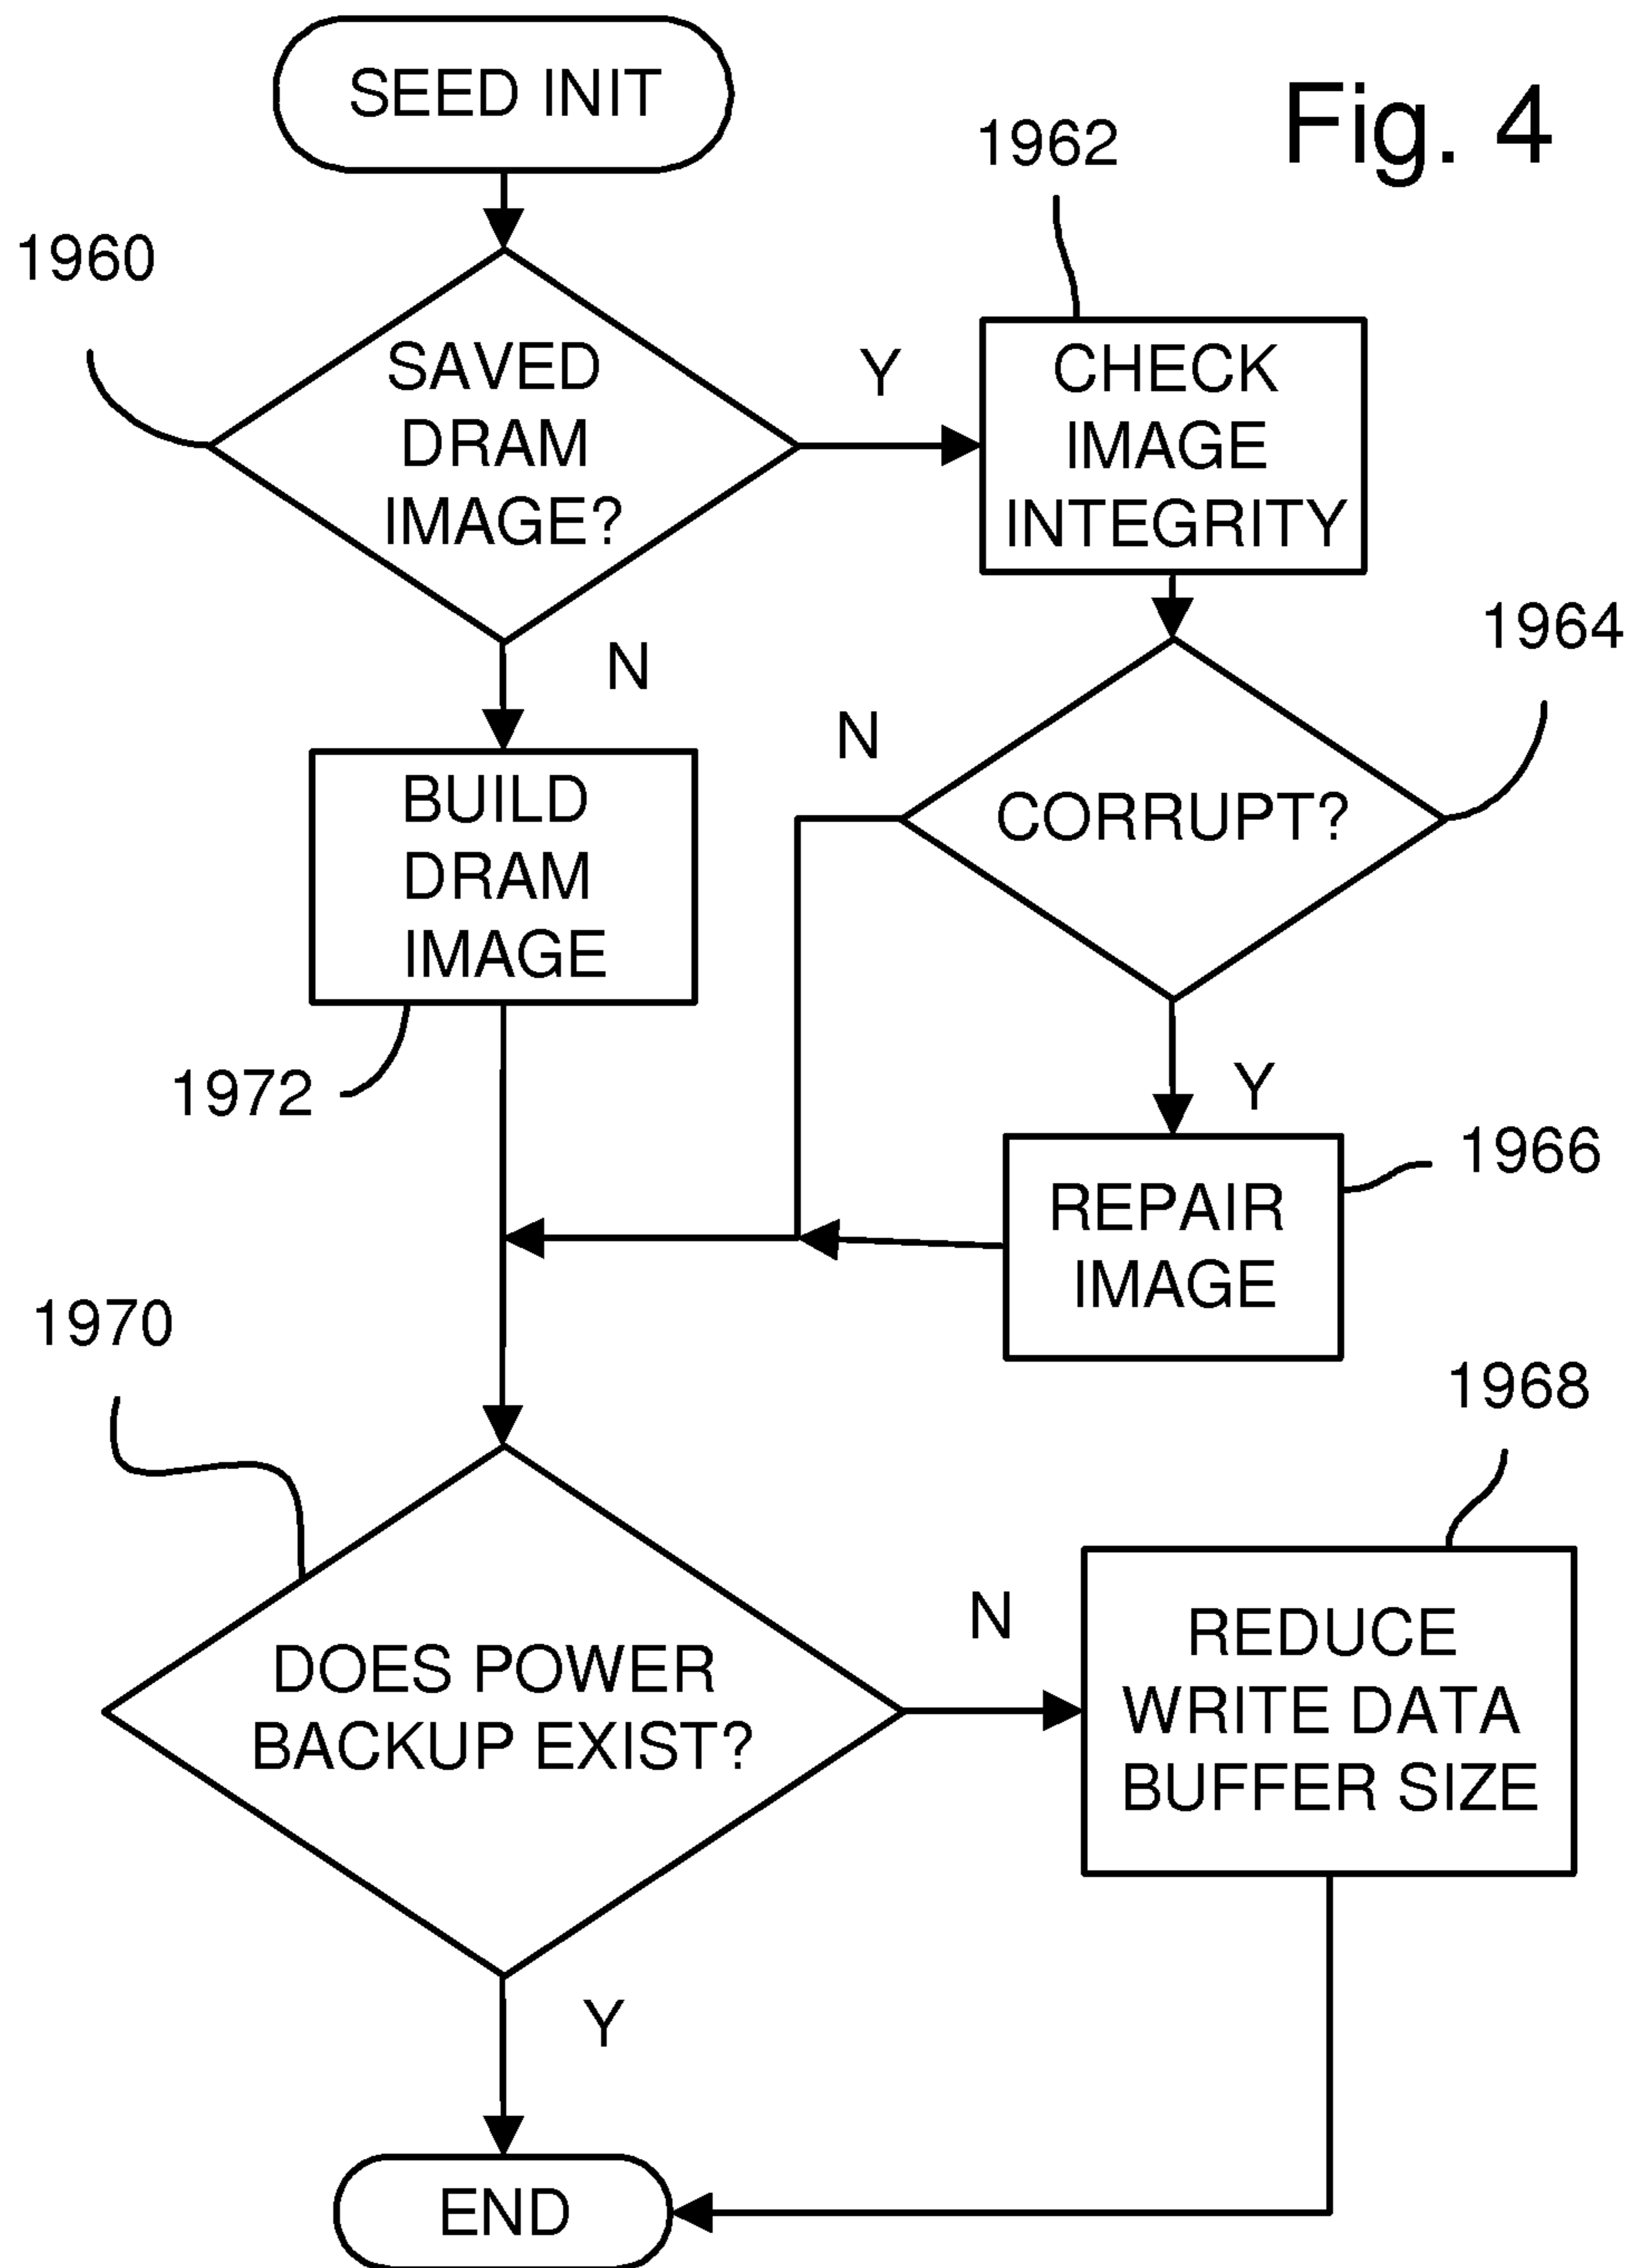 SEED INIT
Fig. 4
1962
1960
SAVED
DRAM
IMAGE?
Y
CHECK
IMAGE
INTEGRITY
N
1964
N
CORRUPT?
BUILD
DRAM
IMAGE
1972
Y
1966
REPAIR
IMAGE
1970
1968
DOES POWER
BACKUP EXIST?
N
REDUCE
WRITE DATA
BUFFER SIZE
Y
END